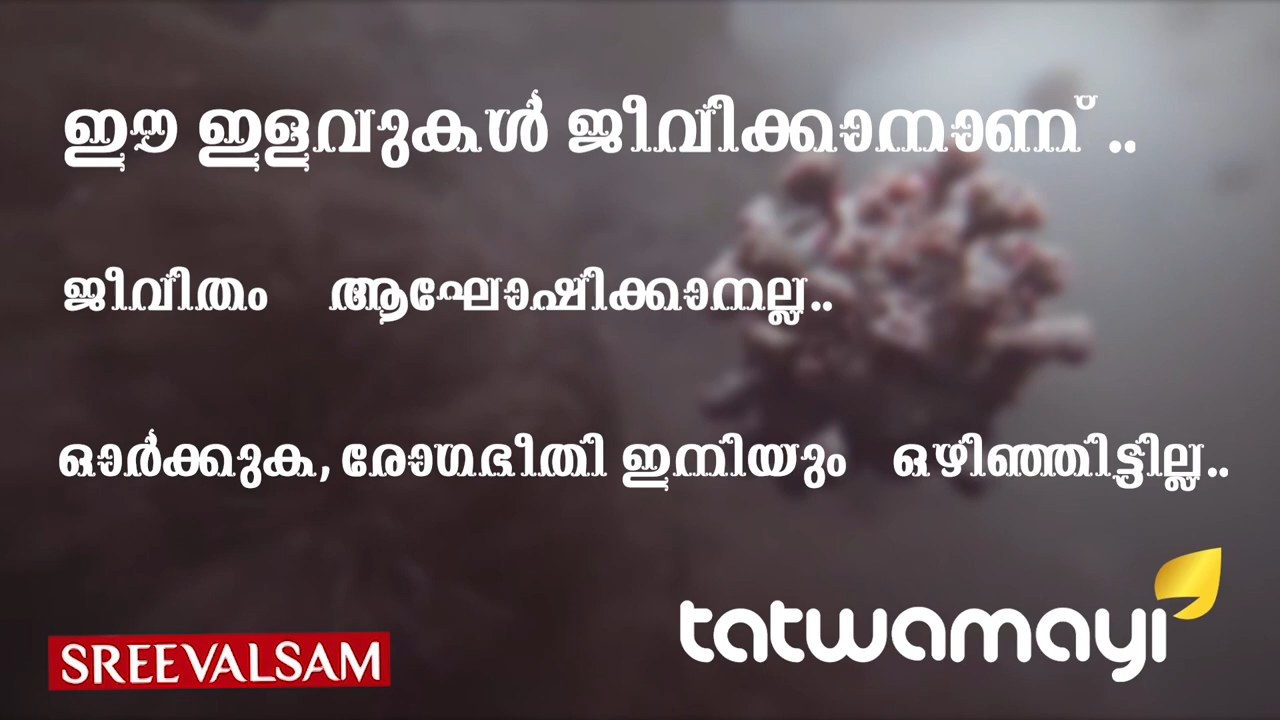 ഈ ഇളവുകൾ ജീവിക്കാനാണ് ..
ജീവിതം ആഘോഷിക്കാനല്ല..
ഓർക്കുക, രോഗഭീതി ഇനിയും ഒഴിഞ്ഞിട്ടില്ല..
tatwamayi
SREEVALSAM